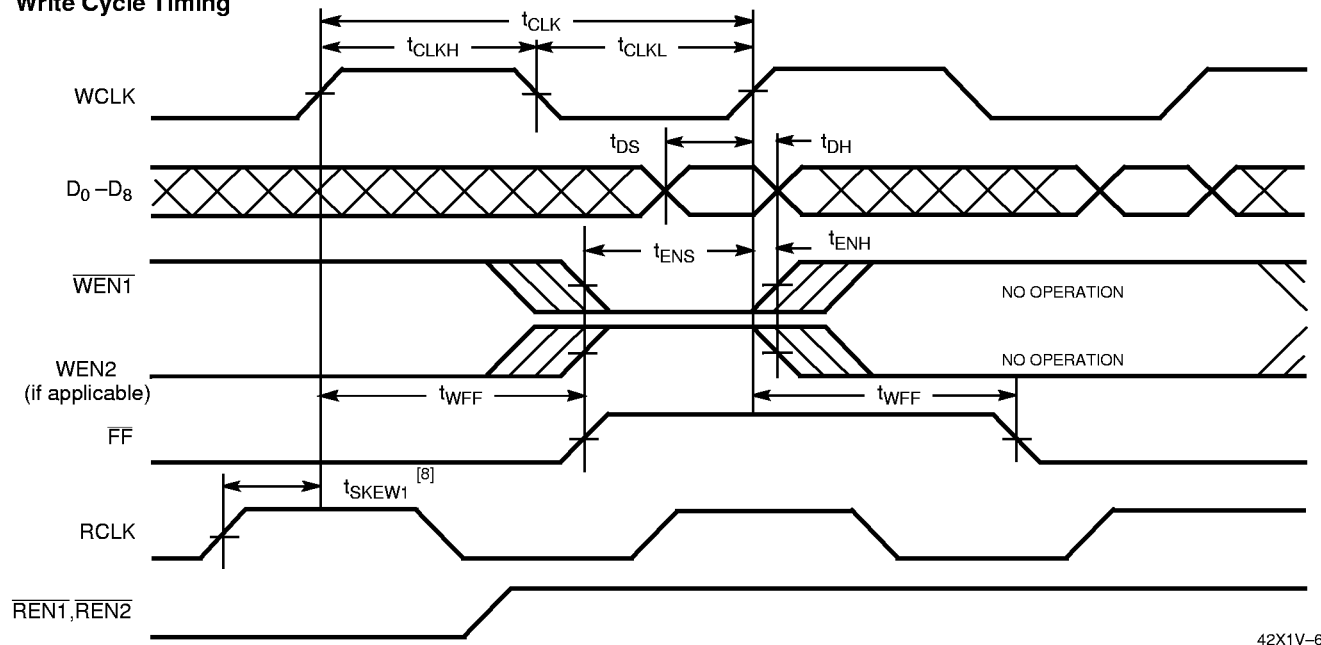 Write Cycle Timing
tCLK
tCLKH
tCLKL
WCLK
tDS
tDH
D0 –D8
tENS
tENH
WEN1
NO OPERATION
WEN2
(if applicable)
NO OPERATION
tWFF
tWFF
FF
tSKEW1 [8]
RCLK
REN1,REN2
42X1V–6